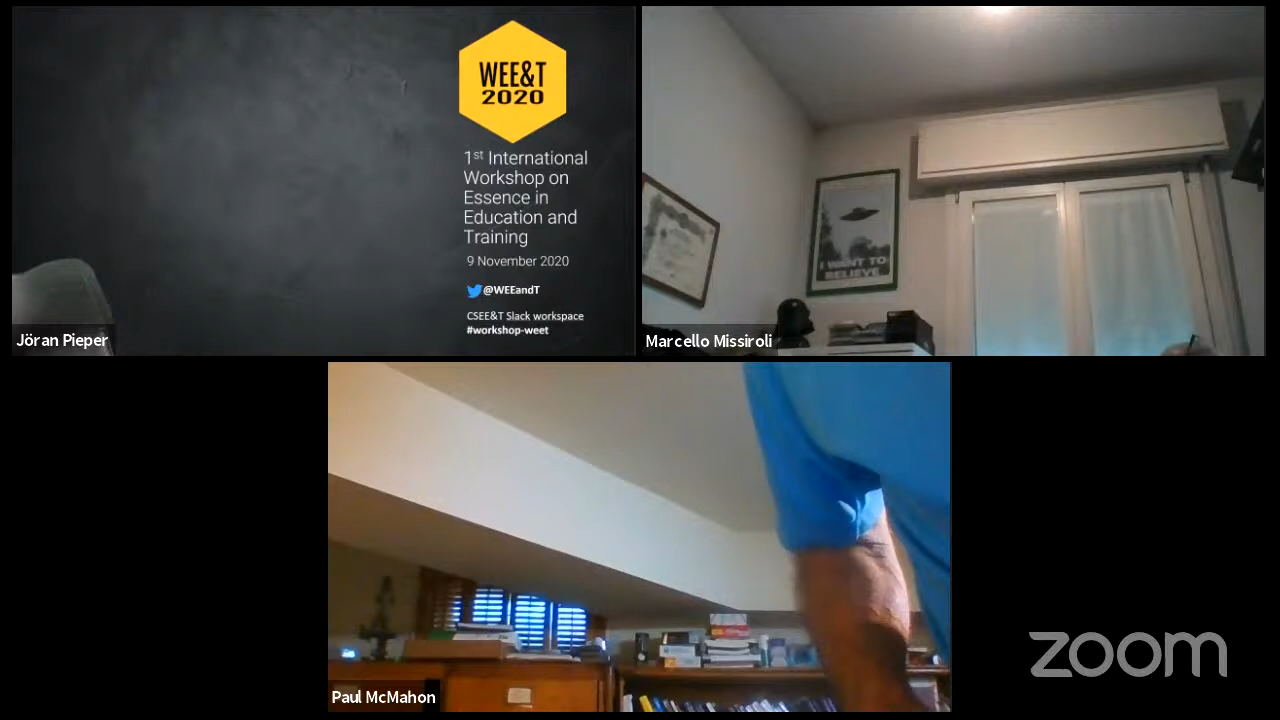 WEE&T
2020
1st International
Workshop on
Essence in
Education and
Training
9 November 2020
@WEEandT
CSEE&T Slack workspace
#workshop-weet
Jöran Pieper
I WANT TO
BELIEVE
Marcello Missiroli
Paul McMahon
zoom